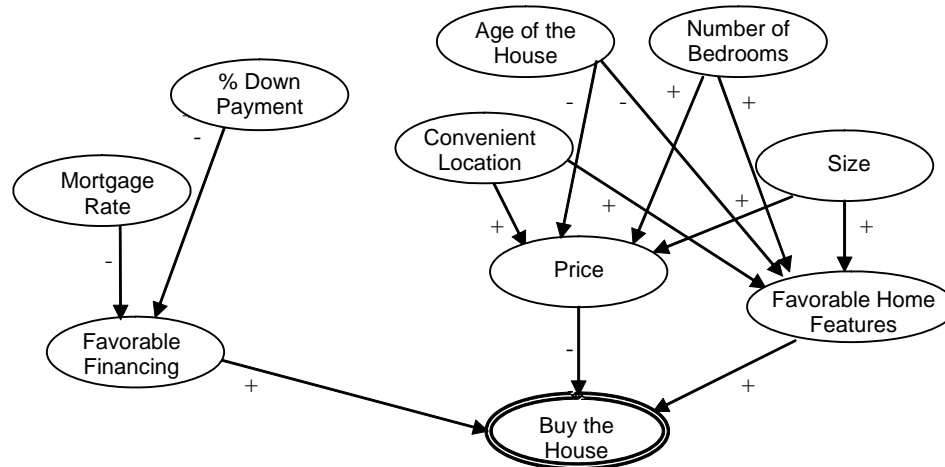 Age of the
House
Number of
Bedrooms
% Down
Payment
-
-
-
-
+
+
Convenient
Location
Size
Mortgage
Rate
+
+
+
+
-
Price
Favorable Home
Features
Favorable
Financing
-
+
+
Buy the
House